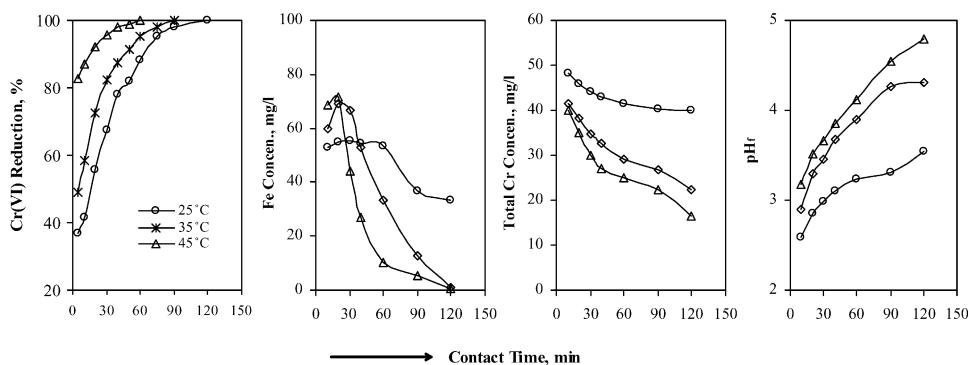 Cr(VI) Reduction, %
100
80
60
40
20
0 30 60 90 120 150
25˚C
35˚C
45˚C
Fe Concen., mg/l
100
80
60
40
20
0
0 30 60 90 120 150
Total Cr Concen., mg/l
60
50
40
30
20
10
0
0 30 60 90 120 150
pHf
5
4
3
2
0 30 60 90 120 150
Contact Time, min